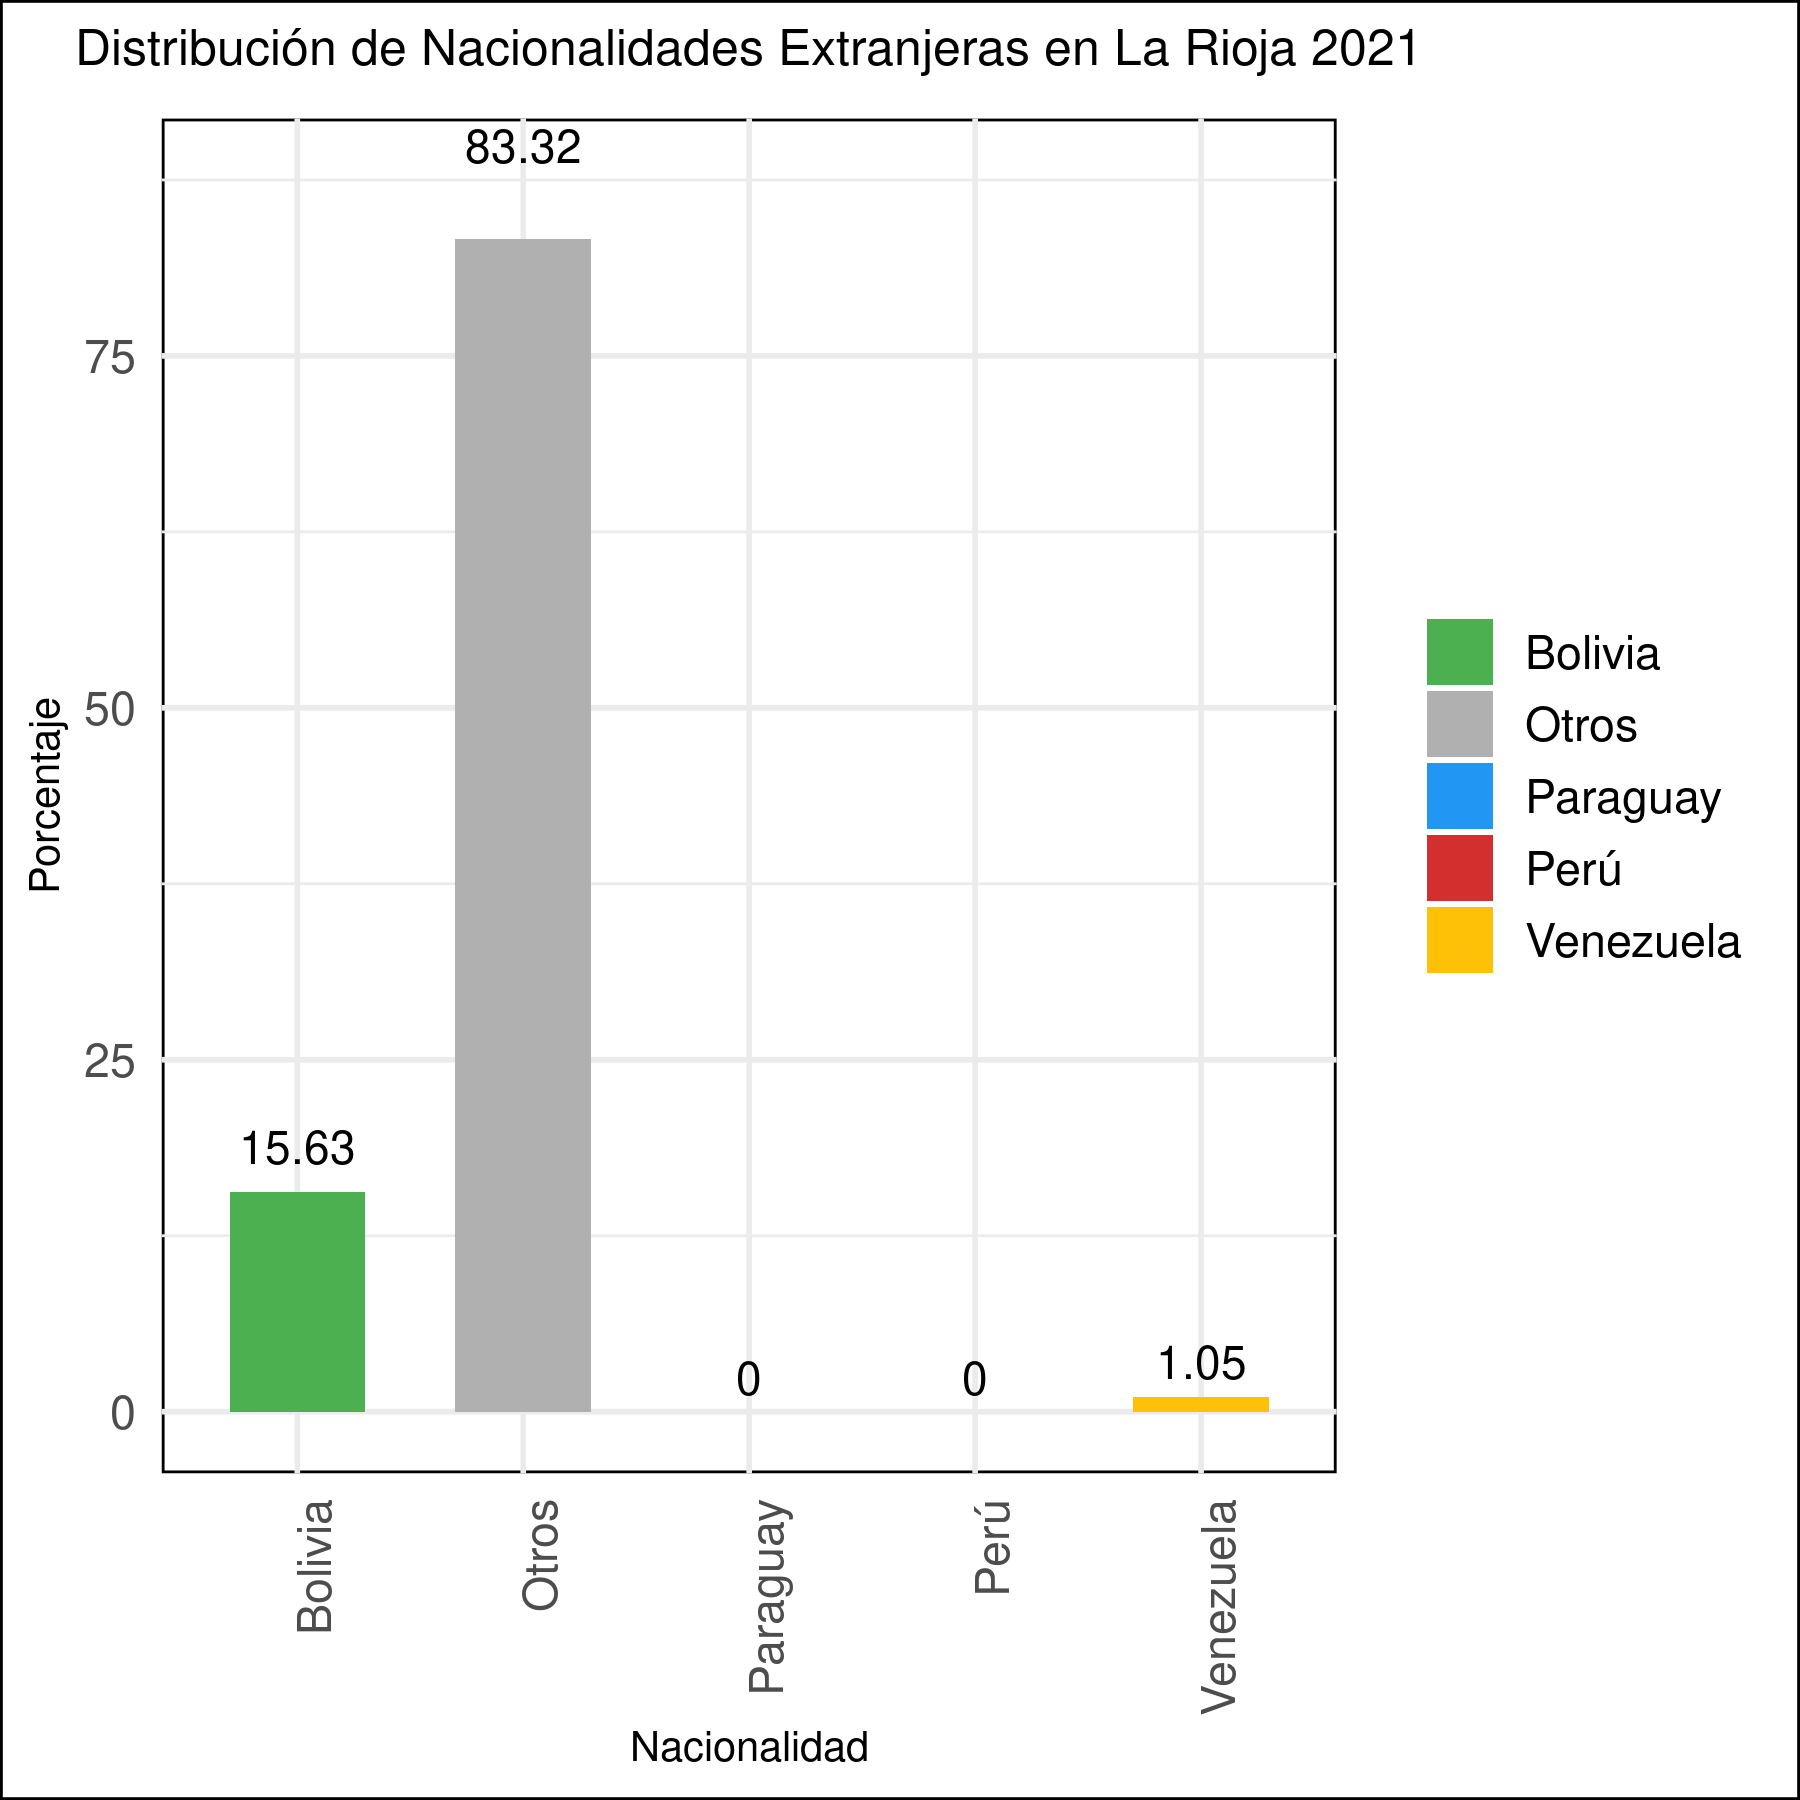 Distribución de Nacionalidades Extranjeras en La Rioja 2021
83.32
75
50
25
0
15.63
0
0
1.05
Porcentaje
Bolivia
Otros
Paraguay
Perú
Venezuela
Nacionalidad
Bolivia
Otros
Paraguay
Perú
Venezuela